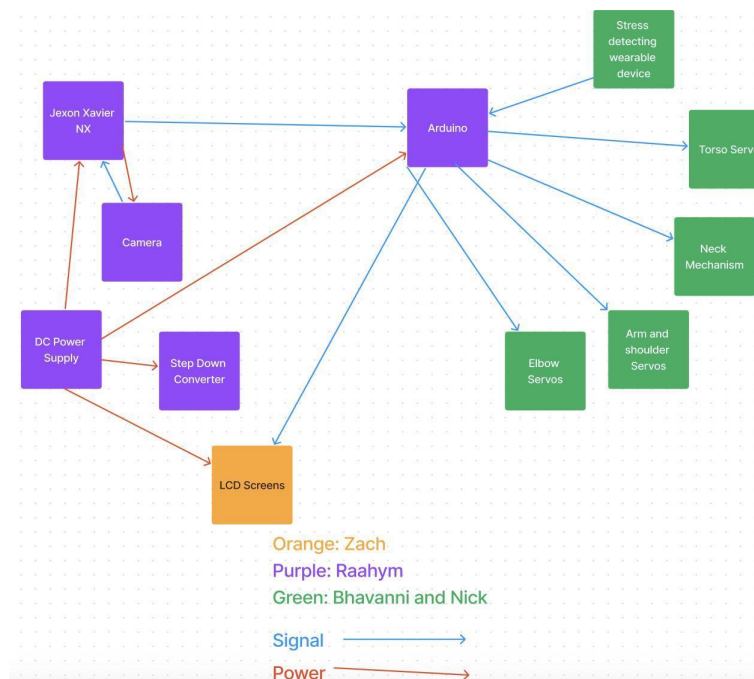 Stress
detecting
wearable
device
Jexon Xavier
NX
Arduino
Torso Serv
Camera
Neck
Mechanism
DC Power
Supply
Step Down
Converter
Elbow
Servos
Arm and
shoulder
Servos
LCD Screens
Orange: Zach
Purple: Raahym
Green: Bhavanni and Nick
Signal
Power